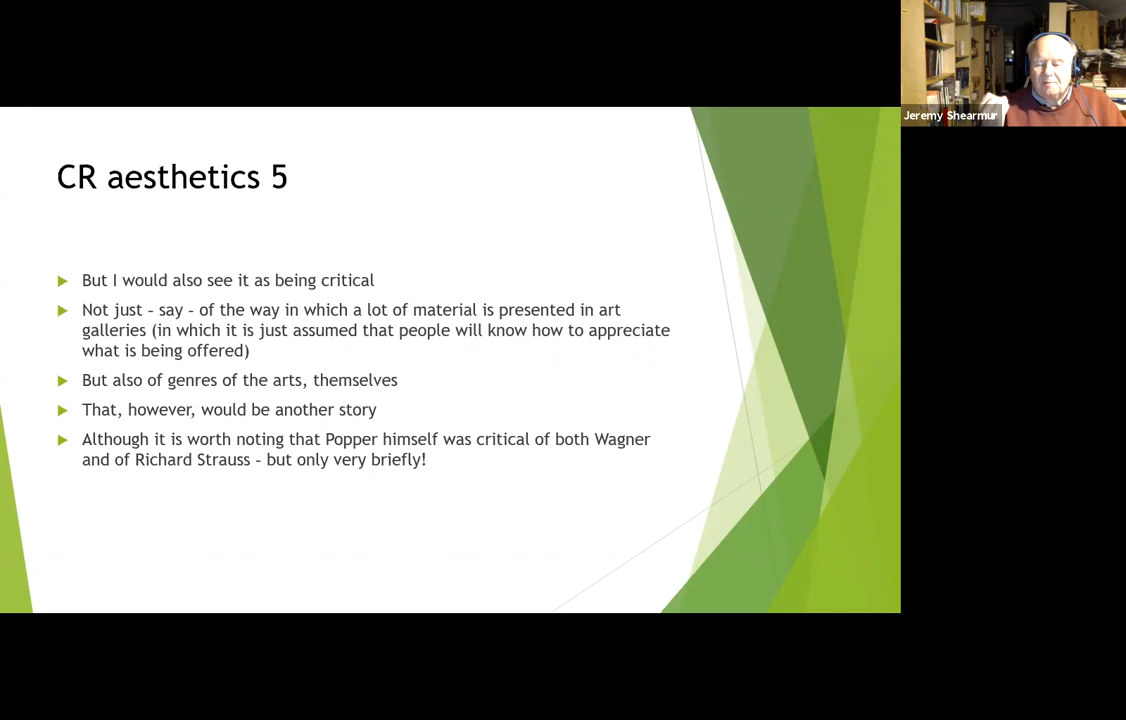 CR aesthetics 5
But I would also see it as being critical
Not just – say – of the way in which a lot of material is presented in art
galleries (in which it is just assumed that people will know how to appreciate
what is being offered)
But also of genres of the arts, themselves
That, however, would be another story
Although it is worth noting that Popper himself was critical of both Wagner
and of Richard Strauss – but only very briefly!
Jeremy Shearmur